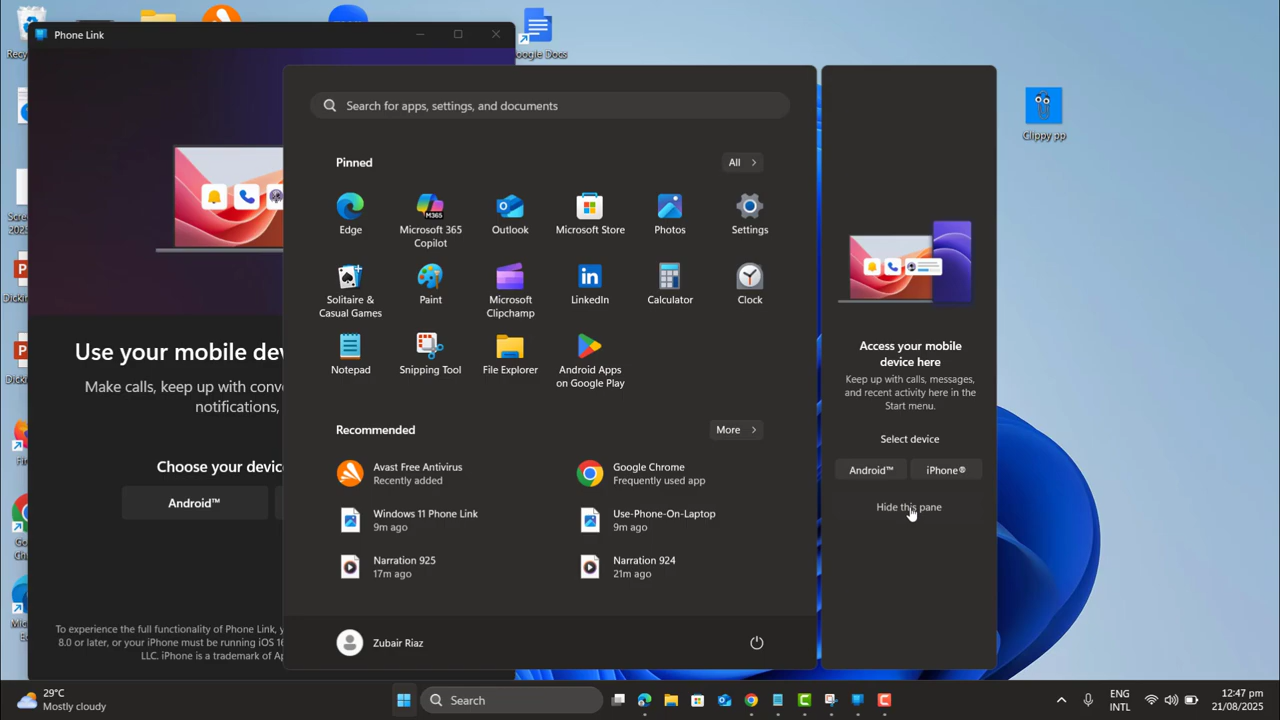 Recy
Phone Link
Google Docs
Use your mobile dev
Make calls, keep up with conve
notifications,
Choose your device
Android™
To experience the full functionality of Phone Link, y
8.0 or later, or your iPhone must be running iOS 16
LLC. iPhone is a trademark of Ap
Search for apps, settings, and documents
Pinned
All
Edge
Microsoft 365
Copilot
Outlook
Microsoft Store
Photos
Settings
Solitaire &
Casual Games
Paint
Microsoft
Clipchamp
LinkedIn
Calculator
Clock
Notepad
Snipping Tool
File Explorer
Android Apps
on Google Play
Recommended
More
Avast Free Antivirus
Recently added
Google Chrome
Frequently used app
Windows 11 Phone Link
9m ago
Use-Phone-On-Laptop
9m ago
Narration 925
17m ago
Narration 924
21m ago
Zubair Riaz
Access your mobile
device here
Keep up with calls, messages,
and recent activity here in the
Start menu.
Select device
Android™
iPhone®
Hide this pane
Clippy pp
29°C
Mostly cloudy
Search
ENG
INTL
12:47 pm
21/08/2025